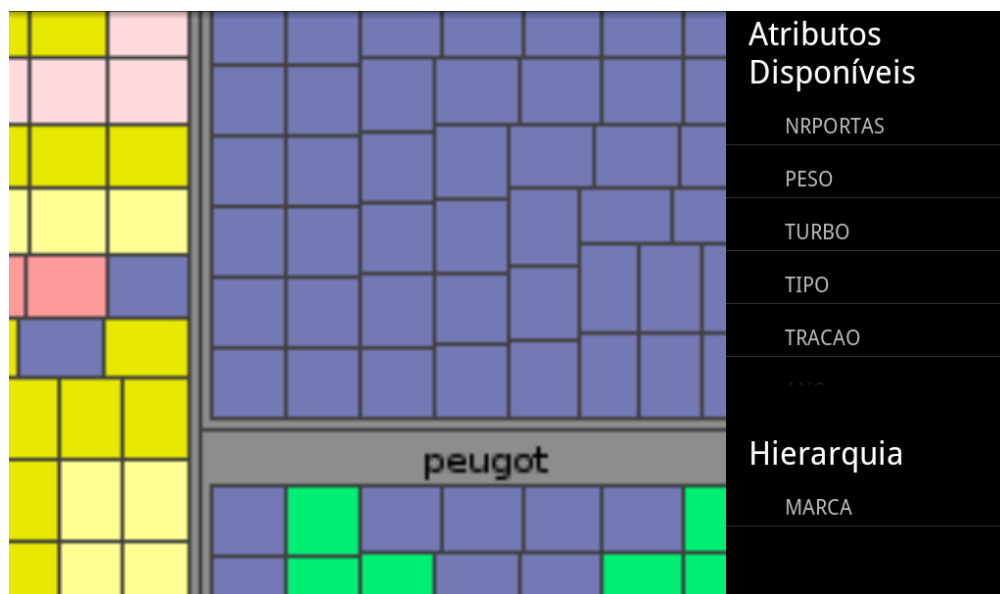 peugot
Atributos
Disponíveis
NRPORTAS
PESO
TURBO
TIPO
TRACAO
Hierarquia
MARCA